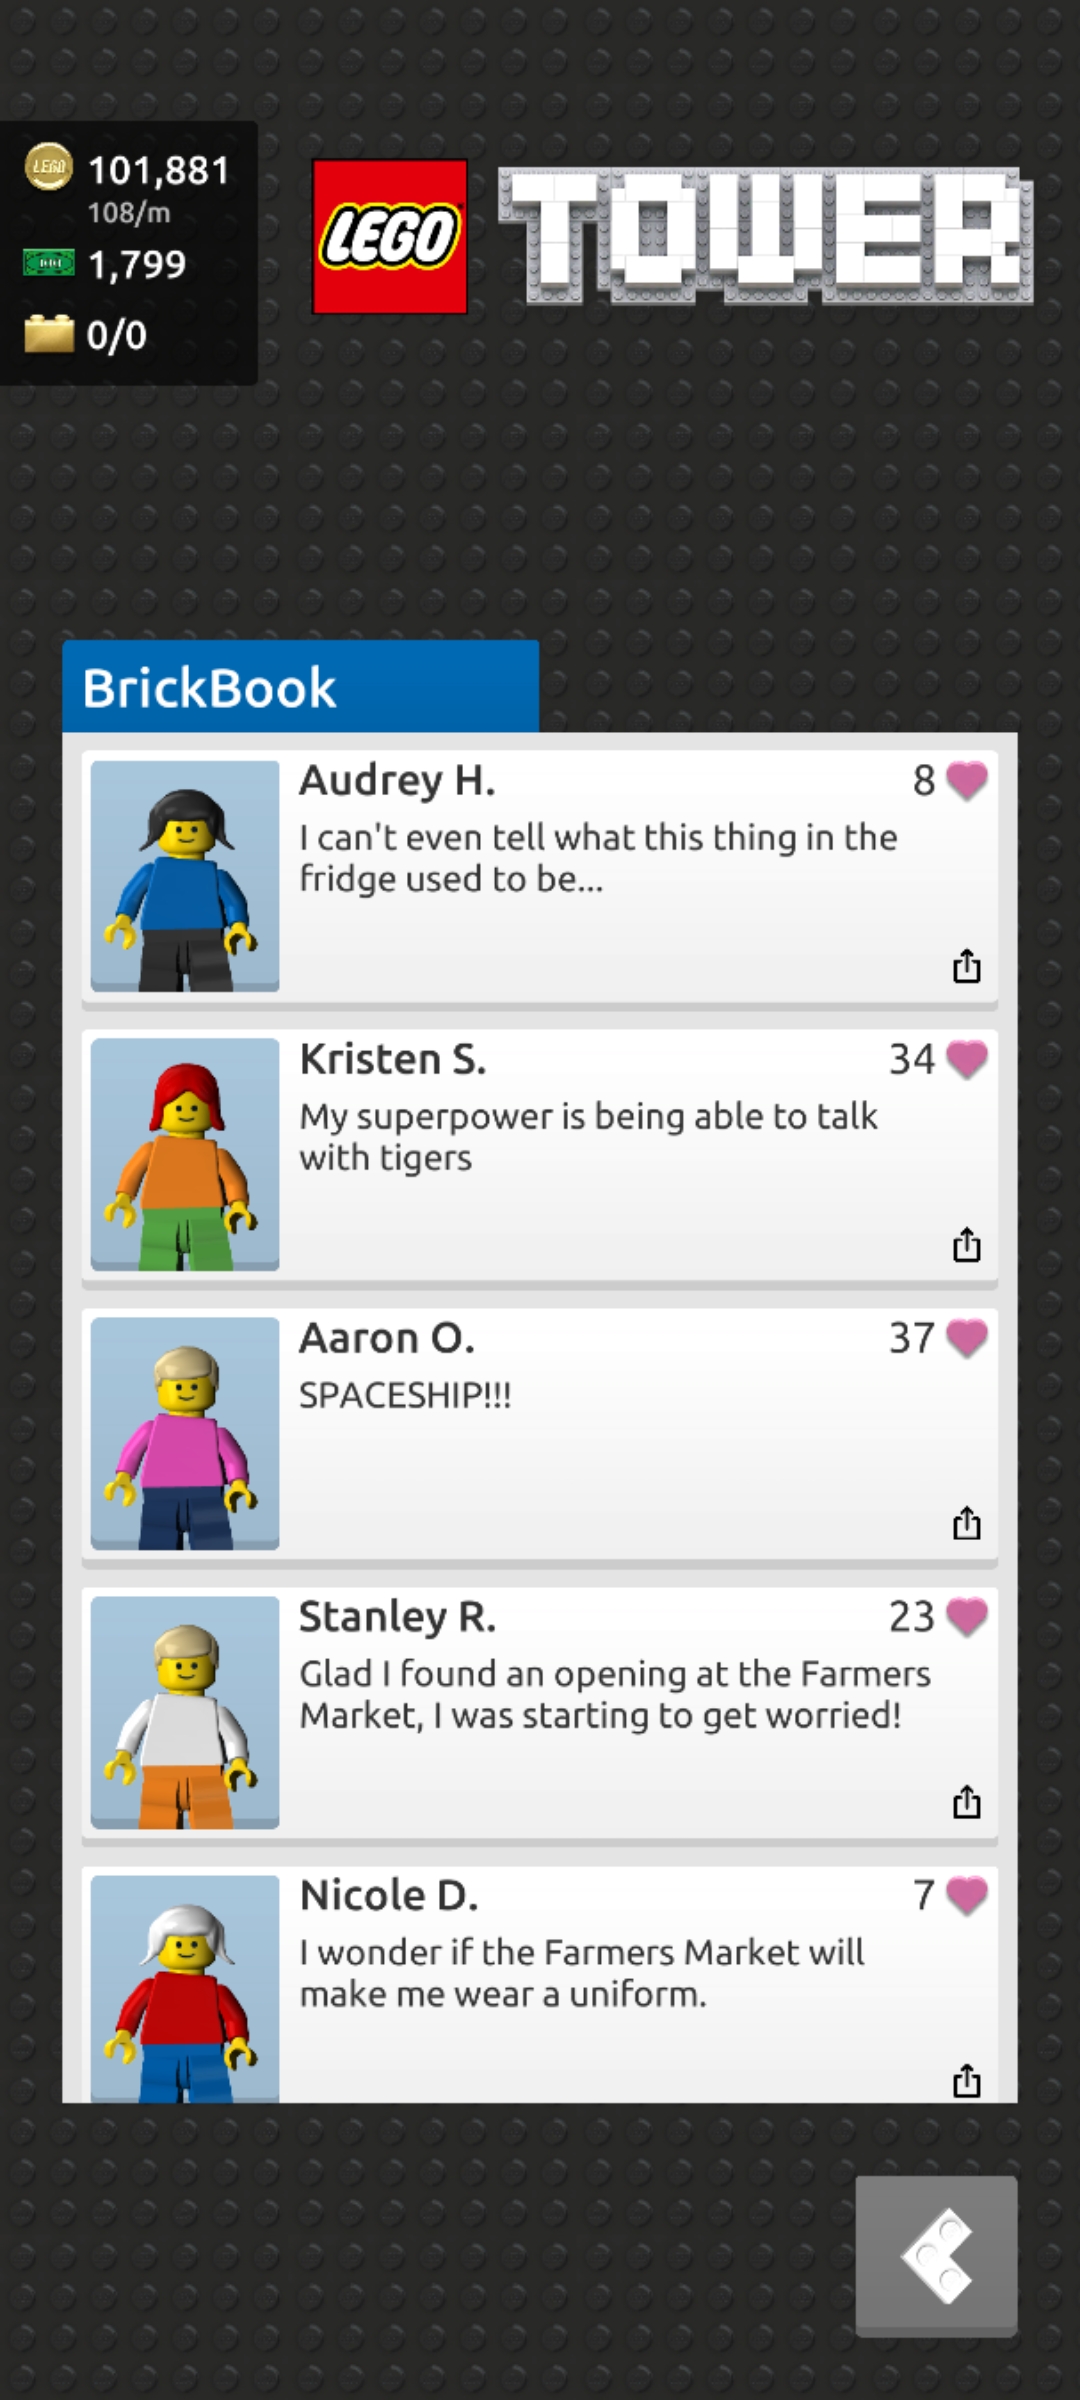 LEGO 101,881
108/m
1,799
0/0
LEGO TOWER
BrickBook
Audrey H. 8
I can't even tell what this thing in the
fridge used to be...
Kristen S. 34
My superpower is being able to talk
with tigers
Aaron O. 37
SPACESHIP!!!
Stanley R. 23
Glad I found an opening at the Farmers
Market, I was starting to get worried!
Nicole D. 7
I wonder if the Farmers Market will
make me wear a uniform.